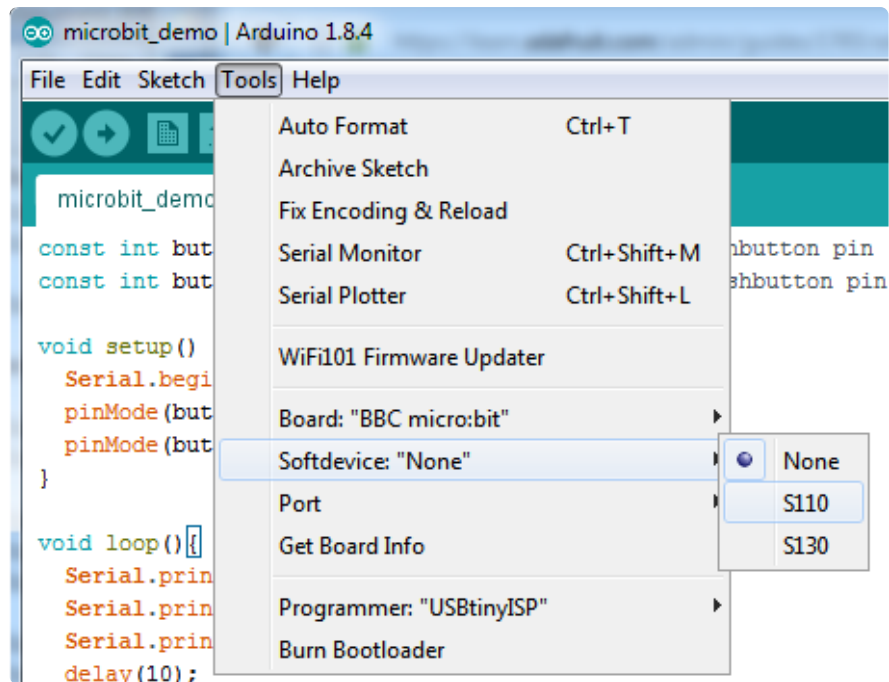 microbit_demo | Arduino 1.8.4
File Edit Sketch Tools Help
microbit_demo
Auto Format Ctrl+T
Archive Sketch
Fix Encoding & Reload
Serial Monitor Ctrl+Shift+M
Serial Plotter Ctrl+Shift+L
WiFi101 Firmware Updater
Board: "BBC micro:bit"
Softdevice: "None"
Port
Get Board Info
Programmer: "USBtinyISP"
Burn Bootloader
None
S110
S130
const int but hbutton pin
const int but shbutton pin
void setup()
Serial.begi
pinMode(but
pinMode(but
}
void loop(){
Serial.prin
Serial.prin
Serial.prin
delay(10);